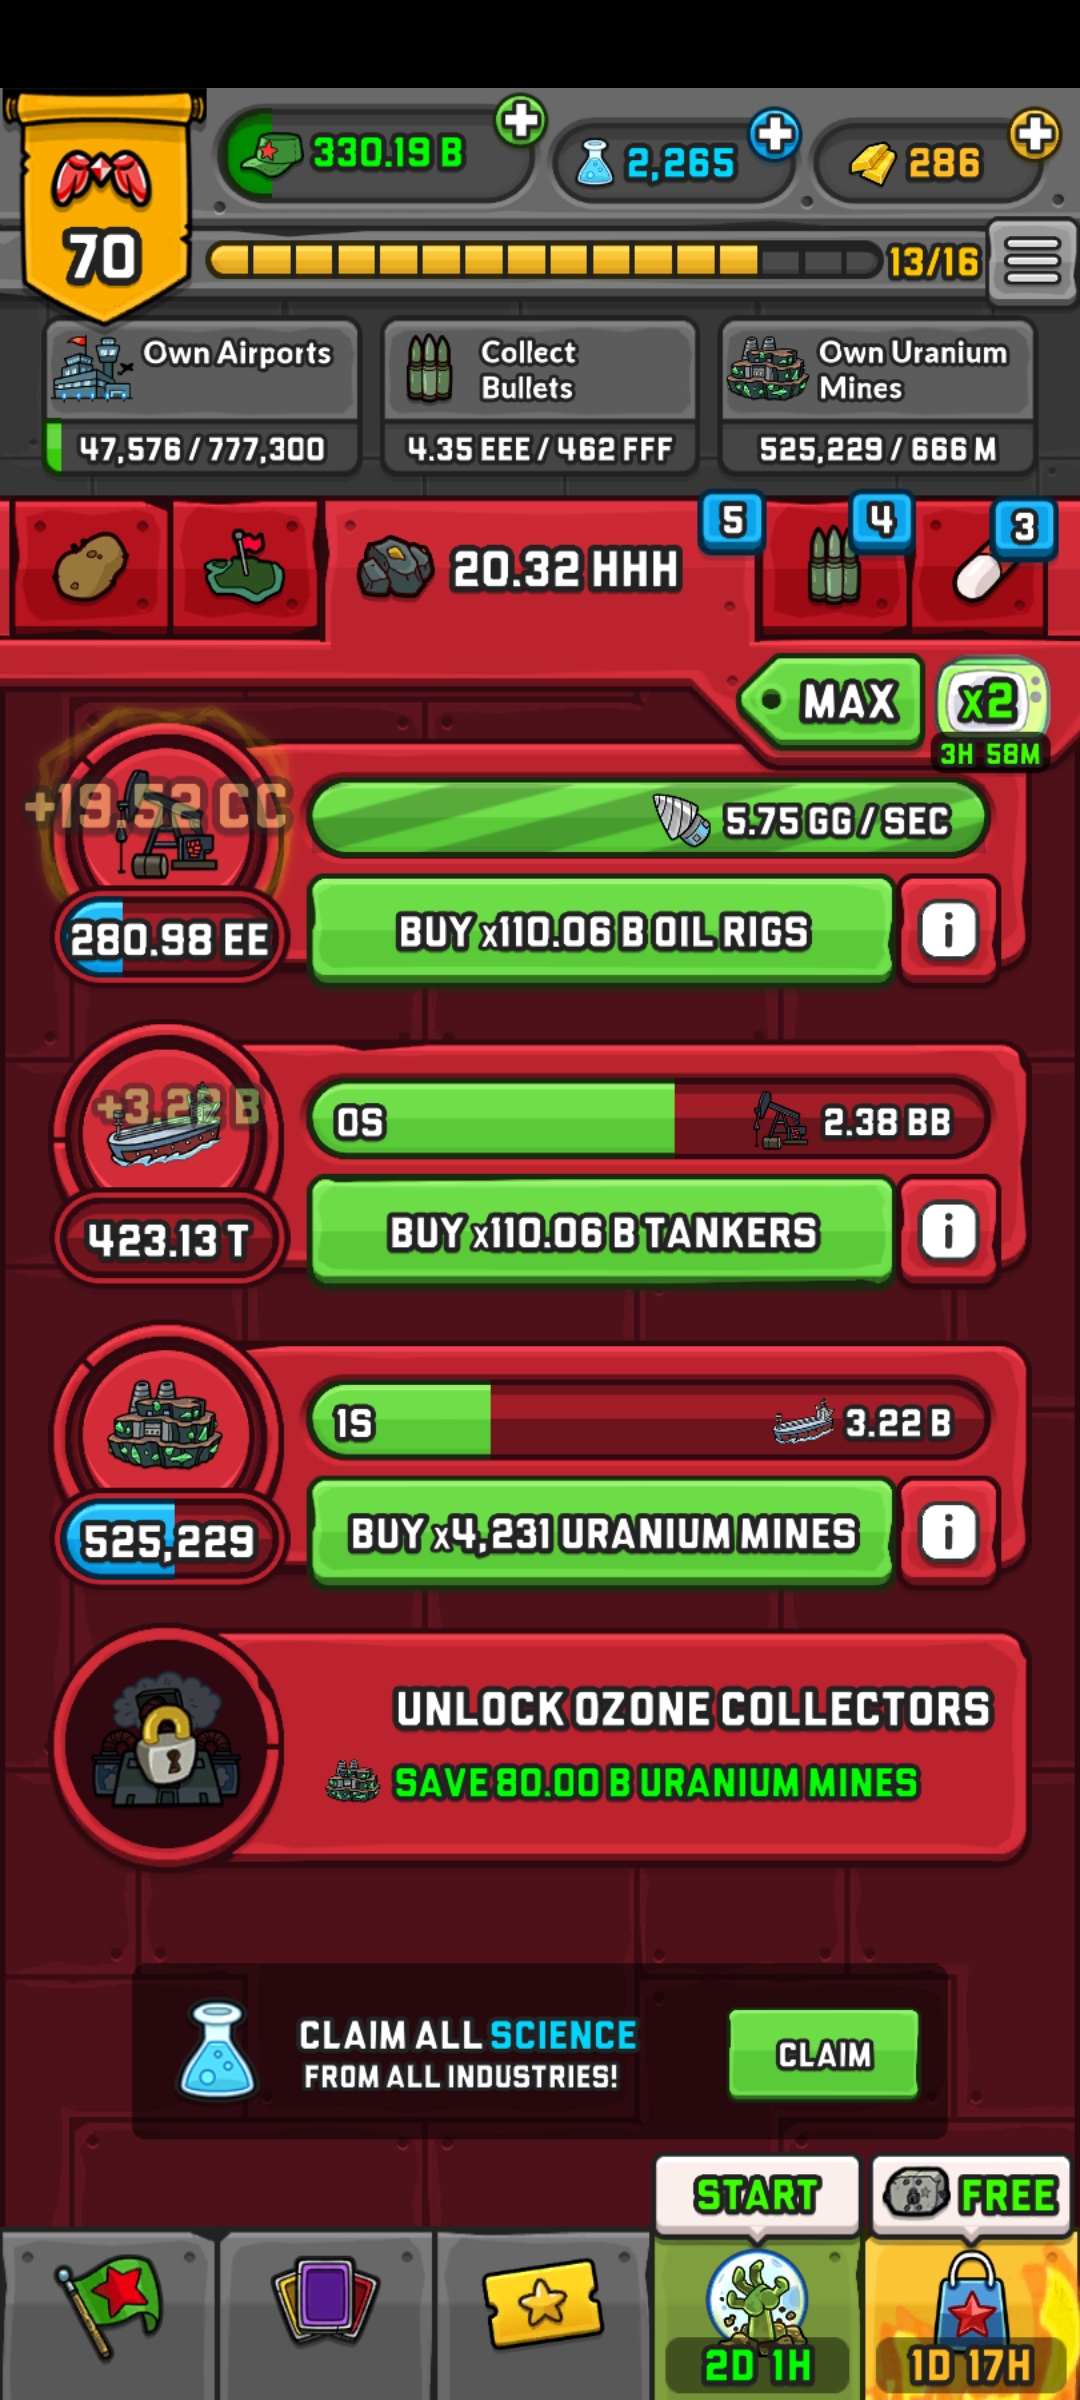 70
330.19 B
2,265
286
13/16
Own Airports
47,576 / 777,300
Collect
Bullets
4.35 EEE / 462 FFF
Own Uranium
Mines
525,229 / 666 M
20.32 HHH
5
4
3
MAX
x2
3H 58M
+19.52 CC
5.75 GG / SEC
280.98 EE
BUY x110.06 B OIL RIGS
i
+3.22 B
0S
2.38 BB
423.13 T
BUY x110.06 B TANKERS
i
1S
3.22 B
525,229
BUY x4,231 URANIUM MINES
i
UNLOCK OZONE COLLECTORS
SAVE 80.00 B URANIUM MINES
CLAIM ALL SCIENCE
FROM ALL INDUSTRIES!
CLAIM
START
FREE
2D 1H
1D 17H